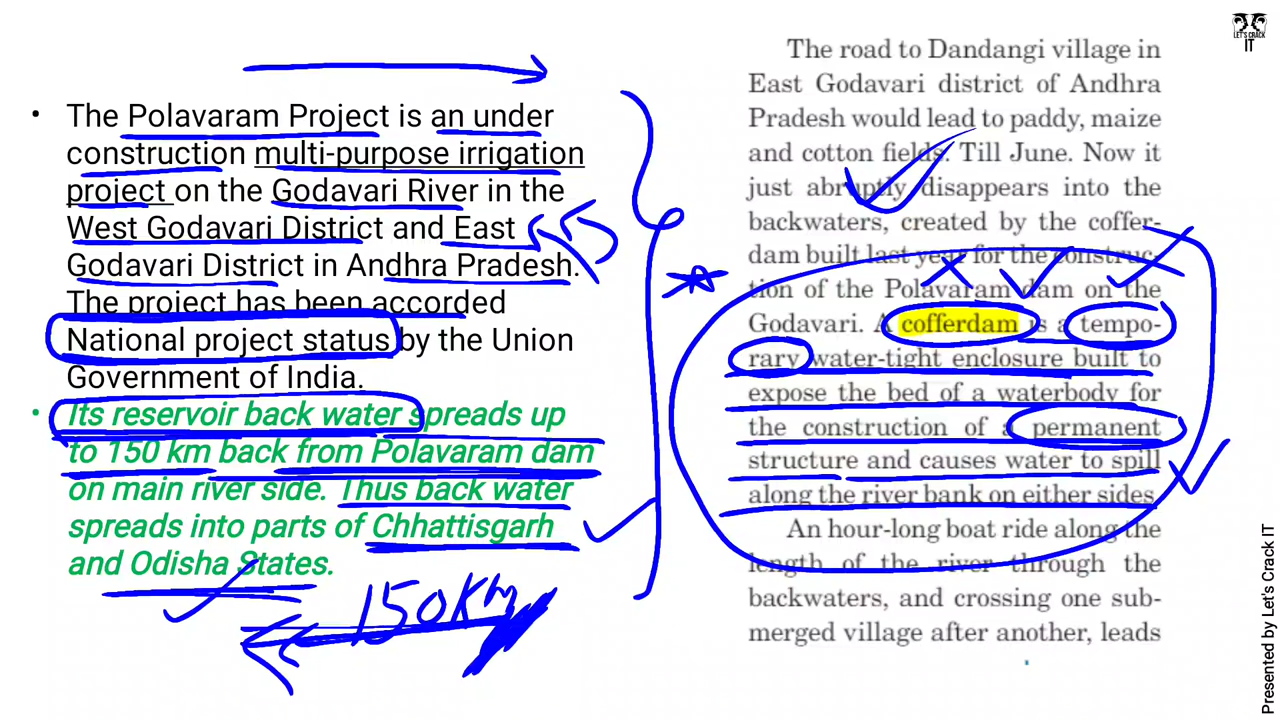 LET'S CRACK
IT
• The Polavaram Project is an under
construction multi-purpose irrigation
project on the Godavari River in the
West Godavari District and East
Godavari District in Andhra Pradesh.
The project has been accorded
National project status by the Union
Government of India.
• Its reservoir back water spreads up
to 150 km back from Polavaram dam
on main river side. Thus back water
spreads into parts of Chhattisgarh
and Odisha States.
150Km
The road to Dandangi village in
East Godavari district of Andhra
Pradesh would lead to paddy, maize
and cotton fields. Till June. Now it
just abruptly disappears into the
backwaters, created by the coffer-
dam built last year for the construc-
tion of the Polavaram dam on the
Godavari. A cofferdam is a tempo-
rary water-tight enclosure built to
expose the bed of a waterbody for
the construction of a permanent
structure and causes water to spill
along the river bank on either sides.
An hour-long boat ride along the
length of the river through the
backwaters, and crossing one sub-
merged village after another, leads
Presented by Let's Crack IT